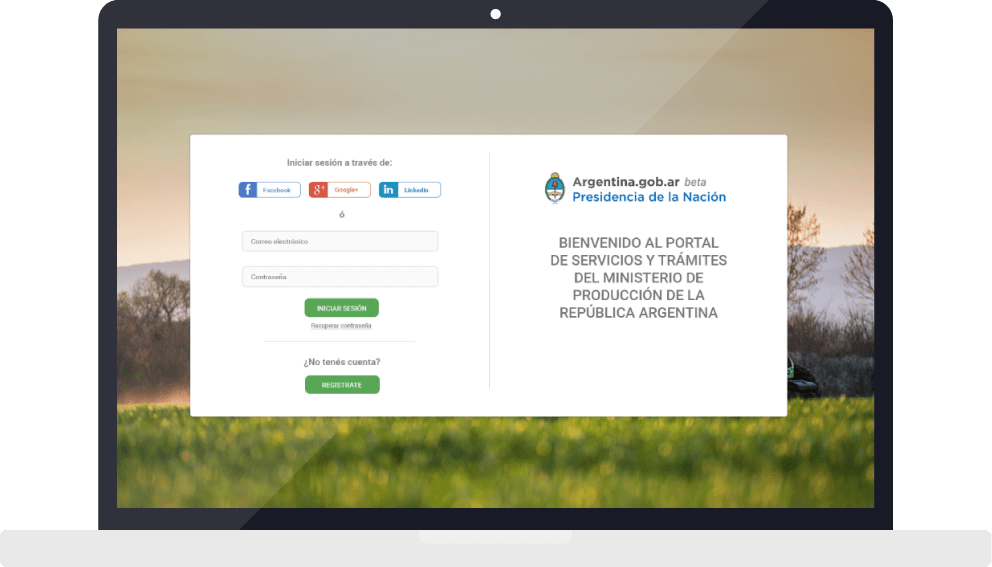 Iniciar sesión a través de:
Facebook
Google+
Linkedin
ó
Correo electrónico
Contraseña
INICIAR SESIÓN
Recuperar contraseña
¿No tenés cuenta?
REGISTRATE
Argentina.gob.ar beta
Presidencia de la Nación
BIENVENIDO AL PORTAL
DE SERVICIOS Y TRÁMITES
DEL MINISTERIO DE
PRODUCCIÓN DE LA
REPÚBLICA ARGENTINA